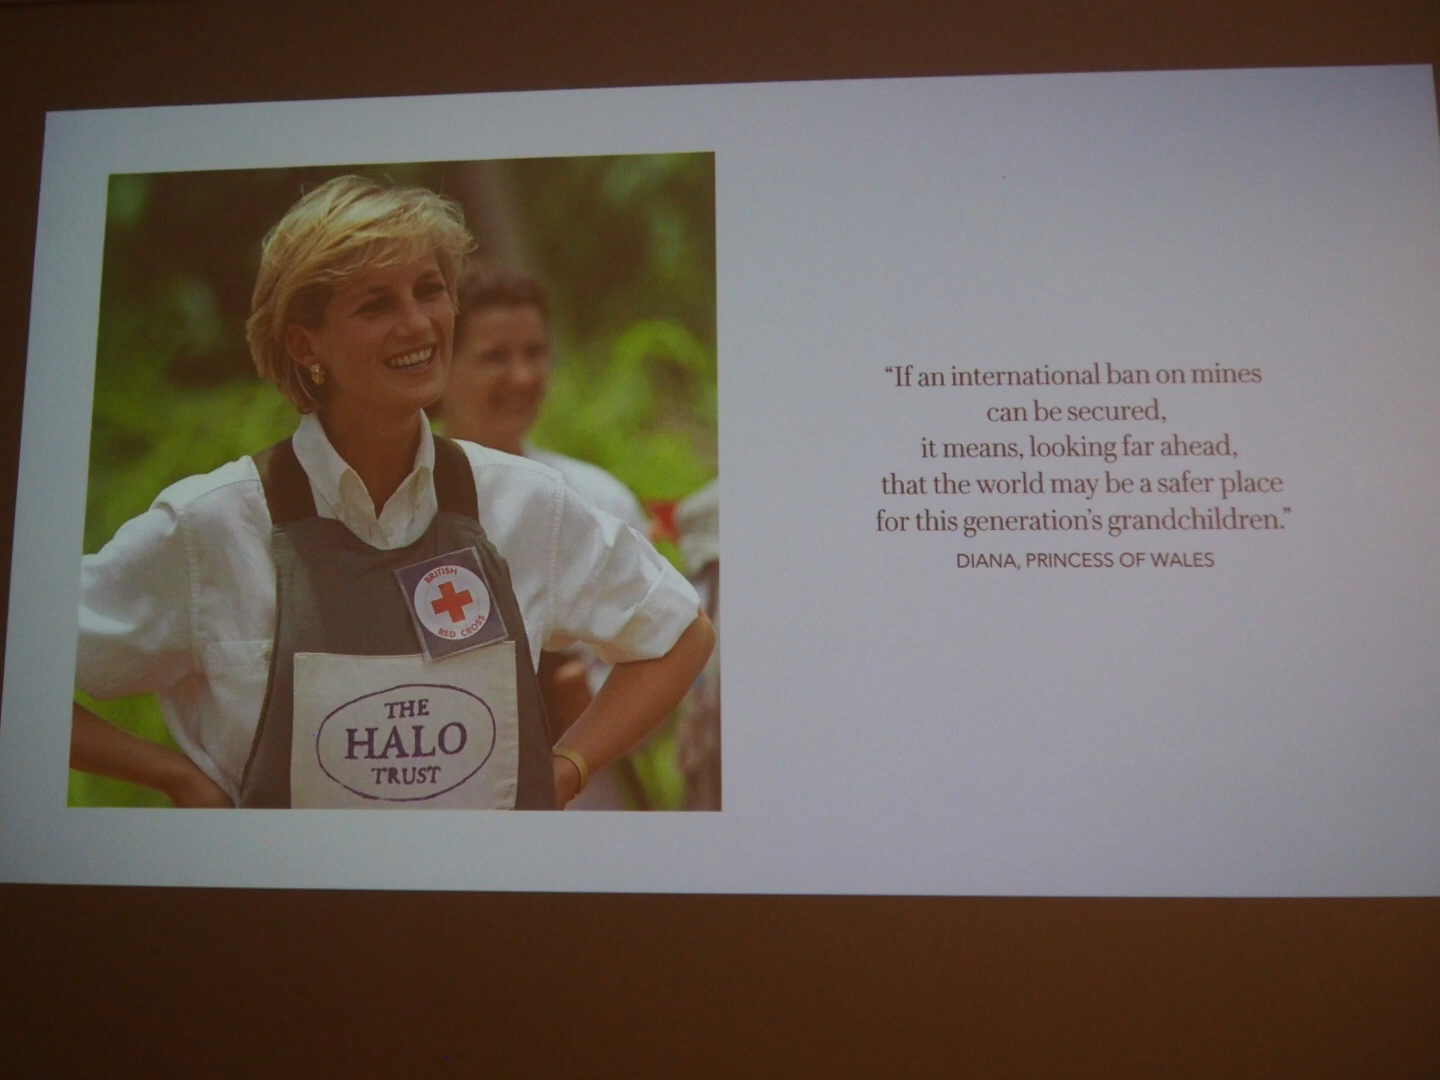 BRITISH
RED CROSS
THE
HALO
TRUST
“If an international ban on mines
can be secured,
it means, looking far ahead,
that the world may be a safer place
for this generation’s grandchildren.”
DIANA, PRINCESS OF WALES